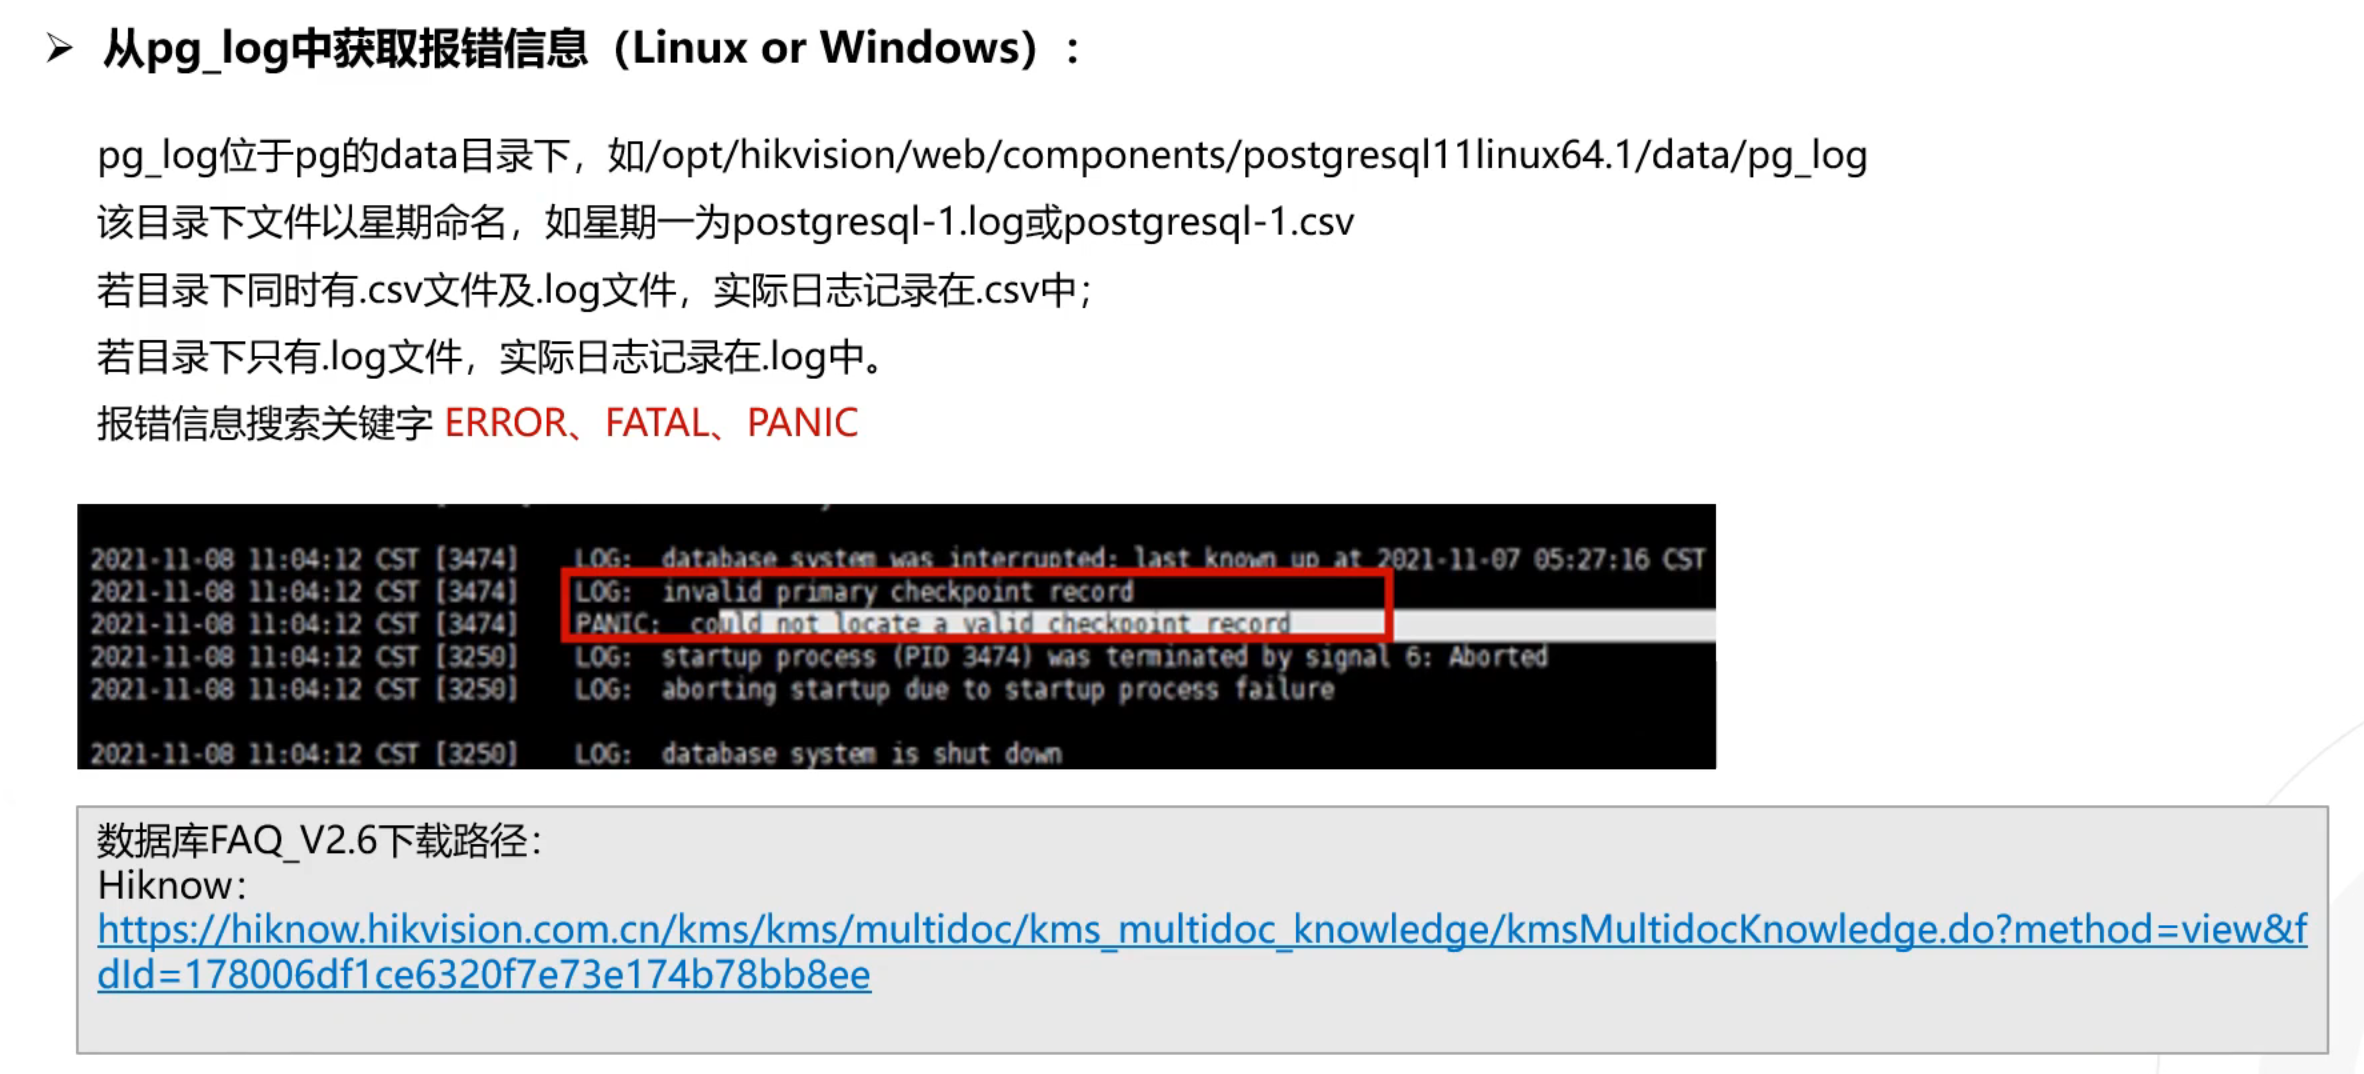 ➢ 从pg_log中获取报错信息（Linux or Windows）：
pg_log位于pg的data目录下，如/opt/hikvision/web/components/postgresql11linux64.1/data/pg_log
该目录下文件以星期命名，如星期一为postgresql-1.log或postgresql-1.csv
若目录下同时有.csv文件及.log文件，实际日志记录在.csv中；
若目录下只有.log文件，实际日志记录在.log中。
报错信息搜索关键字 ERROR、FATAL、PANIC
2021-11-08 11:04:12 CST [3474] LOG: database system was interrupted; last known up at 2021-11-07 05:27:16 CST
2021-11-08 11:04:12 CST [3474] LOG: invalid primary checkpoint record
2021-11-08 11:04:12 CST [3474] PANIC: could not locate a valid checkpoint record
2021-11-08 11:04:12 CST [3250] LOG: startup process (PID 3474) was terminated by signal 6: Aborted
2021-11-08 11:04:12 CST [3250] LOG: aborting startup due to startup process failure
2021-11-08 11:04:12 CST [3250] LOG: database system is shut down
数据库FAQ_V2.6下载路径：
Hiknow：
https://hiknow.hikvision.com.cn/kms/kms/multidoc/kms_multidoc_knowledge/kmsMultidocKnowledge.do?method=view&f
dId=178006df1ce6320f7e73e174b78bb8ee